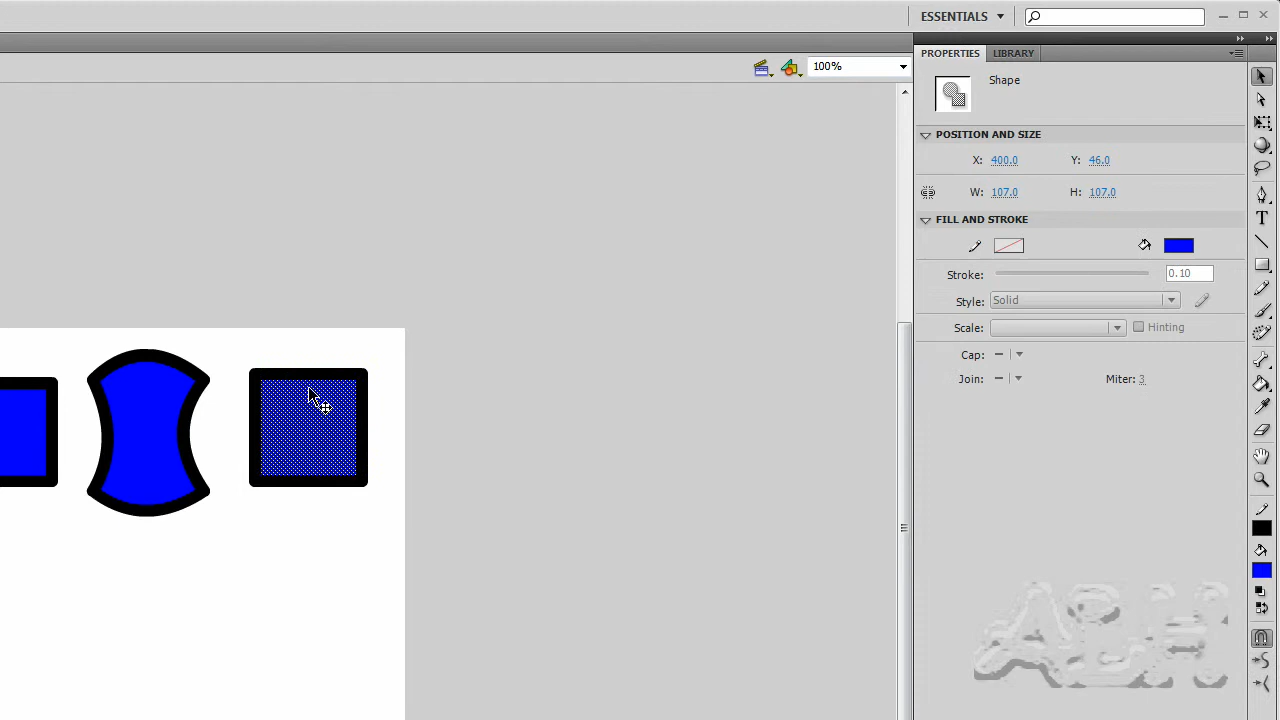 ESSENTIALS
100%
PROPERTIES LIBRARY
Shape
POSITION AND SIZE
X: 400.0 Y: 46.0
W: 107.0 H: 107.0
FILL AND STROKE
Stroke: 0.10
Style: Solid
Scale: Hinting
Cap: –
Join: – Miter: 3
T